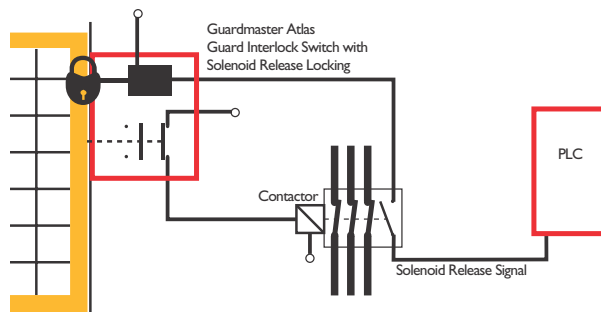 Guardmaster Atlas
Guard Interlock Switch with
Solenoid Release Locking
PLC
Contactor
Solenoid Release Signal